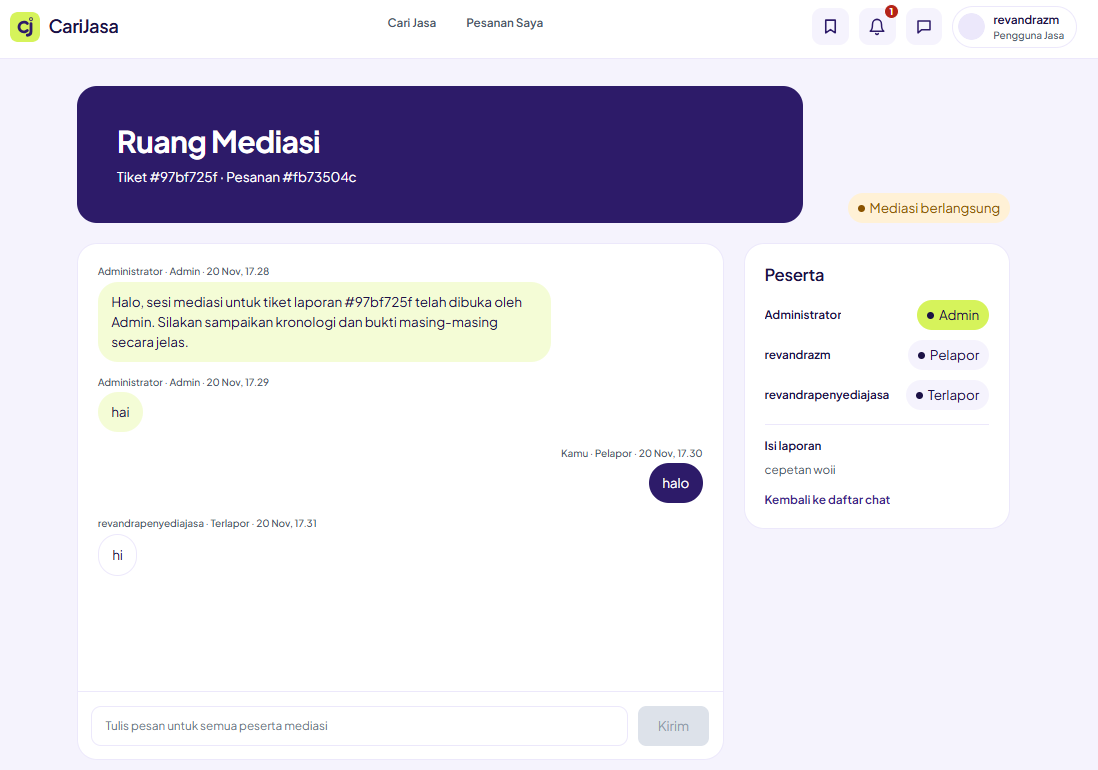 cj CariJasa
Cari Jasa
Pesanan Saya
1
revandrazm
Pengguna Jasa
Ruang Mediasi
Tiket #97bf725f · Pesanan #fb73504c
Mediasi berlangsung
Administrator · Admin · 20 Nov, 17.28
Halo, sesi mediasi untuk tiket laporan #97bf725f telah dibuka oleh
Admin. Silakan sampaikan kronologi dan bukti masing-masing
secara jelas.
Administrator · Admin · 20 Nov, 17.29
hai
Kamu · Pelapor · 20 Nov, 17.30
halo
revandrapenyediajasa · Terlapor · 20 Nov, 17.31
hi
Tulis pesan untuk semua peserta mediasi
Kirim
Peserta
Administrator
Admin
revandrazm
Pelapor
revandrapenyediajasa
Terlapor
Isi laporan
cepetan woii
Kembali ke daftar chat